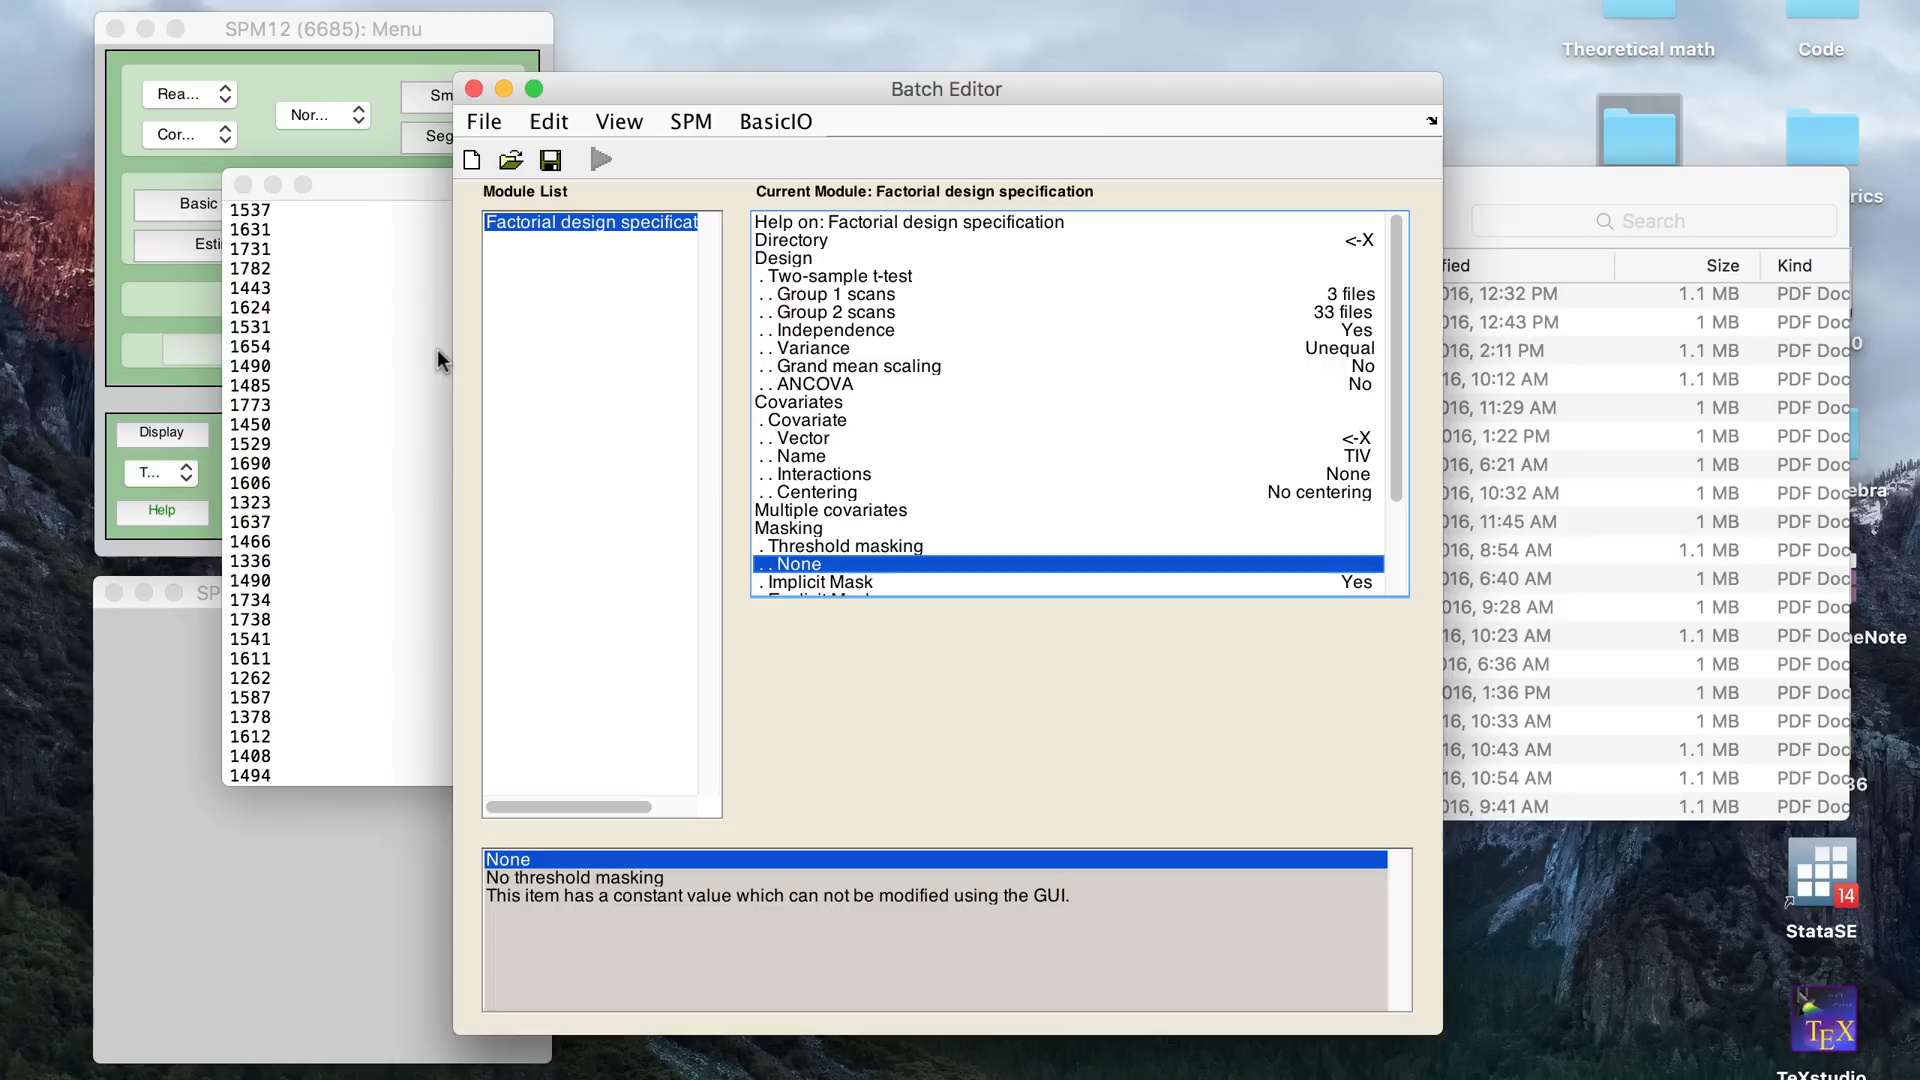 SPM12 (6685): Menu
Rea...
Cor...
Nor...
Sm
Seg
Basic
Esti
Display
T...
Help
SP
1537
1631
1731
1782
1443
1624
1531
1654
1490
1485
1773
1450
1529
1690
1606
1323
1637
1466
1336
1490
1734
1738
1541
1611
1262
1587
1378
1612
1408
1494
Batch Editor
File Edit View SPM BasicIO
Module List
Factorial design specificat
Current Module: Factorial design specification
Help on: Factorial design specification
Directory <-X
Design
. Two-sample t-test
. . Group 1 scans 3 files
. . Group 2 scans 33 files
. . Independence Yes
. . Variance Unequal
. . Grand mean scaling No
. . ANCOVA No
Covariates
. Covariate
. . Vector <-X
. . Name TIV
. . Interactions None
. . Centering No centering
Multiple covariates
Masking
. Threshold masking
. . None
. Implicit Mask Yes
None
No threshold masking
This item has a constant value which can not be modified using the GUI.
Theoretical math
Code
rics
Search
fied Size Kind
016, 12:32 PM 1.1 MB PDF Doc
016, 12:43 PM 1 MB PDF Doc
016, 2:11 PM 1.1 MB PDF Doc
16, 10:12 AM 1.1 MB PDF Doc
016, 11:29 AM 1 MB PDF Doc
016, 1:22 PM 1 MB PDF Doc
016, 6:21 AM 1 MB PDF Doc
016, 10:32 AM 1 MB PDF Doc
016, 11:45 AM 1 MB PDF Doc
016, 8:54 AM 1.1 MB PDF Doc
016, 6:40 AM 1 MB PDF Doc
016, 9:28 AM 1 MB PDF Doc
16, 10:23 AM 1.1 MB PDF Doc
016, 6:36 AM 1 MB PDF Doc
016, 1:36 PM 1 MB PDF Doc
16, 10:33 AM 1 MB PDF Doc
16, 10:43 AM 1.1 MB PDF Doc
16, 10:54 AM 1 MB PDF Doc
016, 9:41 AM 1.1 MB PDF Doc
0
ebra
eNote
36
14
StataSE
TEX
TeXstudio